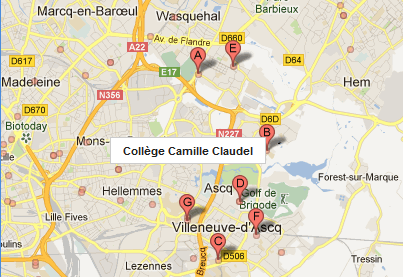 Marcq-en-Barœul
Wasquehal
Parc
Barbieux
Av. de Flandre
D660
A22
E
A
D617
E17
D64
Madeleine
N356
Hem
D670
D6D
Biotoday
N227
B
Mons-
Collège Camille Claudel
Forest-sur-Marque
Hellemmes
Ascq
D
Golf de
Brigode
G
F
Lille Fives
Villeneuve-d'Ascq
C
Breucq
D506
Lezennes
Tressin